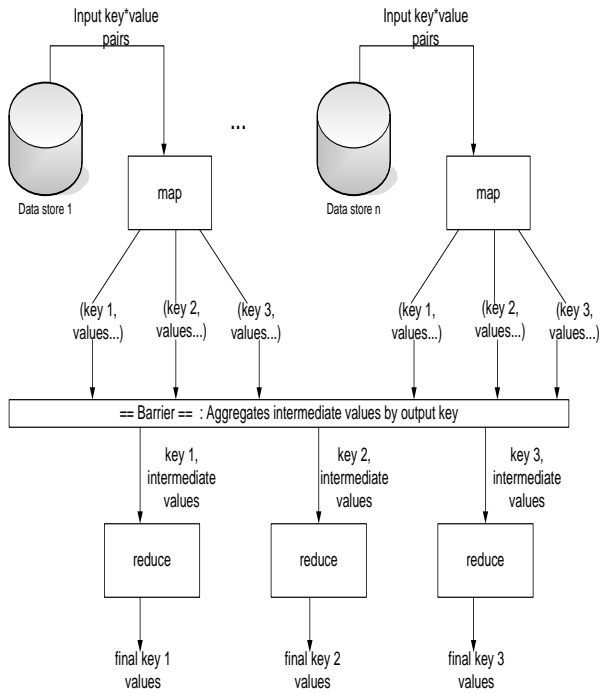 Input key*value
pairs
Input key*value
pairs
...
Data store 1
map
Data store n
map
(key 1,
values...)
(key 2,
values...)
(key 3,
values...)
(key 1,
values...)
(key 2,
values...)
(key 3,
values...)
== Barrier == : Aggregates intermediate values by output key
key 1,
intermediate
values
key 2,
intermediate
values
key 3,
intermediate
values
reduce
reduce
reduce
final key 1
values
final key 2
values
final key 3
values